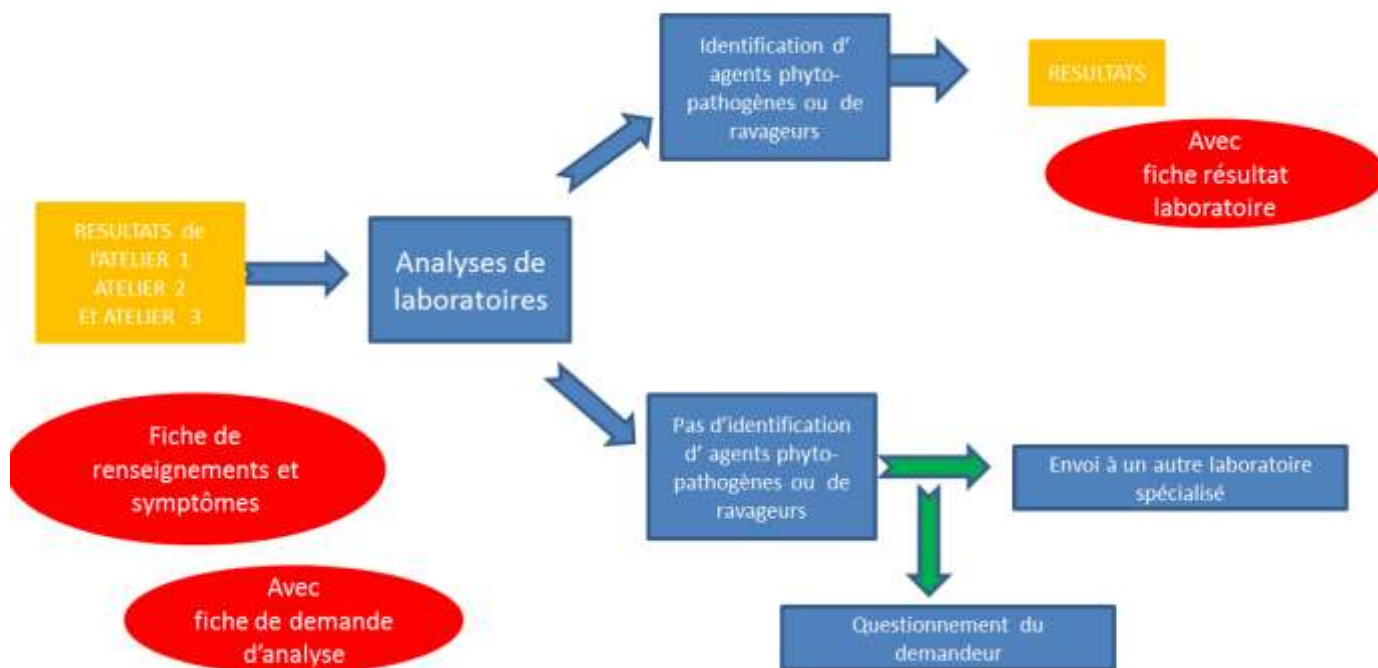 RESULTATS de
l'ATELIER 1
ATELIER 2
Et ATELIER 3
Fiche de
renseignements et
symptômes
Avec
fiche de demande
d'analyse
Analyses de
laboratoires
Identification d'
agents phyto-
pathogènes ou de
ravageurs
RESULTATS
Avec
fiche résultat
laboratoire
Pas d'identification
d' agents phyto-
pathogènes ou de
ravageurs
Envoi à un autre laboratoire
spécialisé
Questionnement du
demandeur